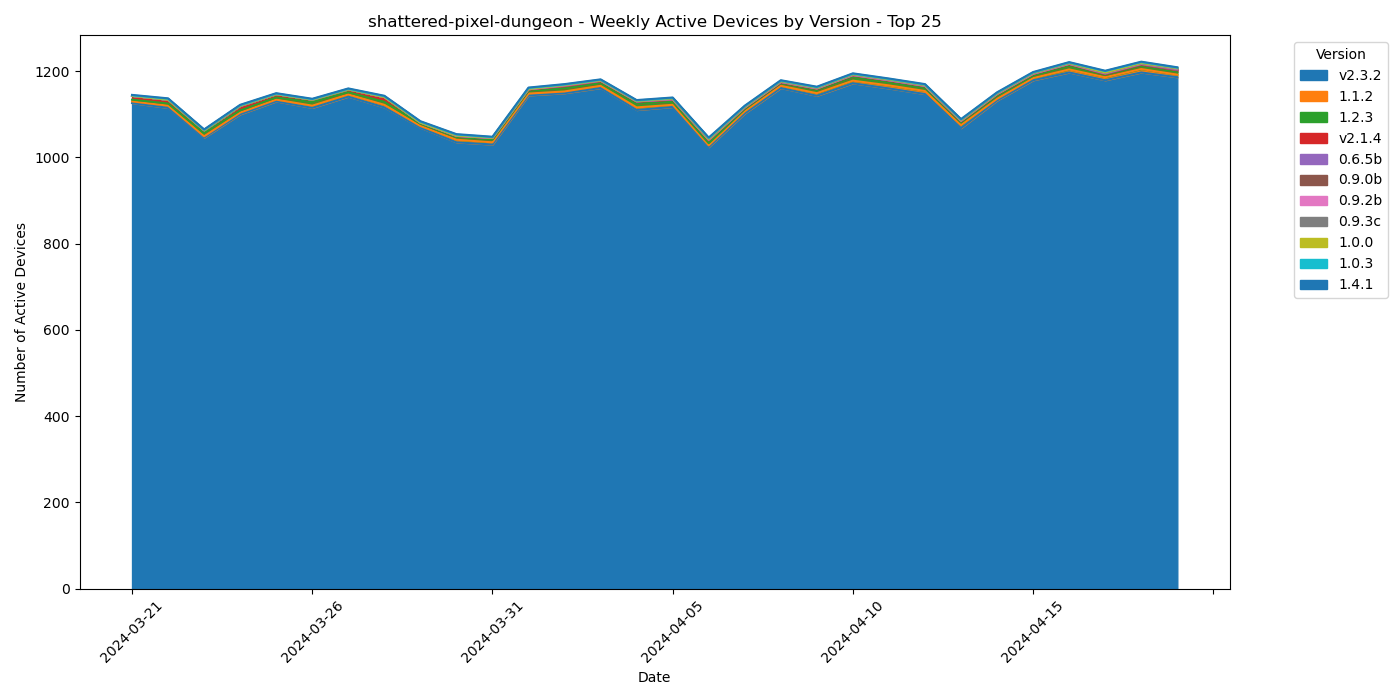 shattered-pixel-dungeon - Weekly Active Devices by Version - Top 25
Number of Active Devices
1200
1000
800
600
400
200
0
2024-03-21
2024-03-26
2024-03-31
2024-04-05
2024-04-10
2024-04-15
Date
Version
v2.3.2
1.1.2
1.2.3
v2.1.4
0.6.5b
0.9.0b
0.9.2b
0.9.3c
1.0.0
1.0.3
1.4.1